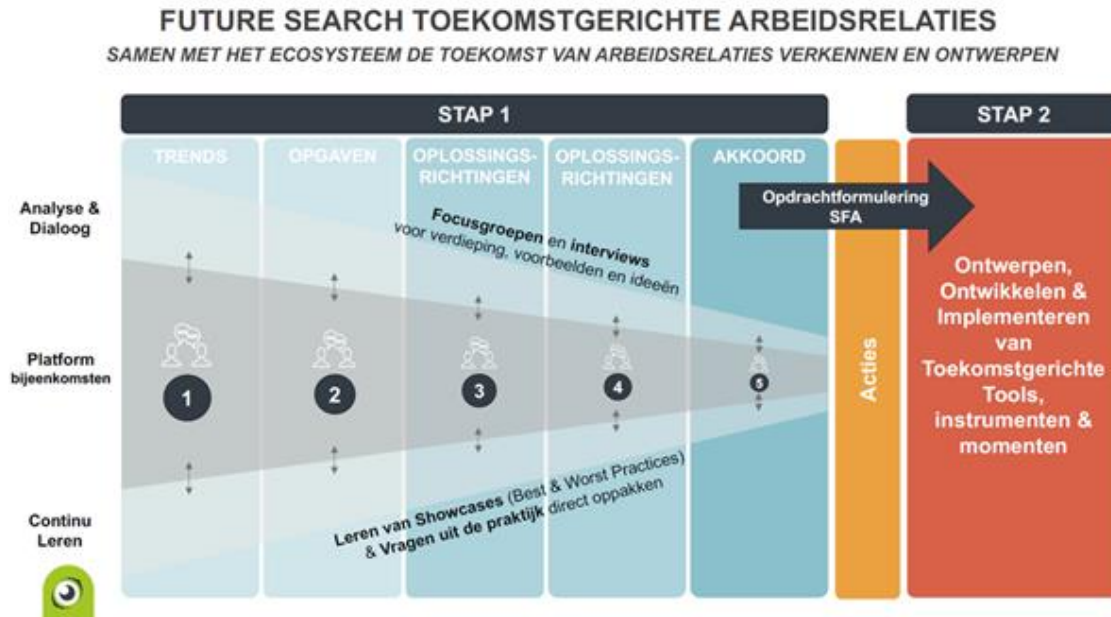 FUTURE SEARCH TOEKOMSTGERICHTE ARBEIDSRELATIES
SAMEN MET HET ECOSYSTEEM DE TOEKOMST VAN ARBEIDSRELATIES VERKENNEN EN ONTWERPEN
STAP 1
STAP 2
TRENDS
OPGAVEN
OPLOSSINGS-
RICHTINGEN
OPLOSSINGS-
RICHTINGEN
AKKOORD
Analyse &
Dialoog
Focusgroepen en interviews
voor verdieping, voorbeelden en ideeën
Opdrachtformulering
SFA
Platform
bijeenkomsten
1
2
3
4
5
Acties
Ontwerpen,
Ontwikkelen &
Implementeren
van
Toekomstgerichte
Tools,
instrumenten &
momenten
Continu
Leren
Leren van Showcases (Best & Worst Practices)
& Vragen uit de praktijk direct oppakken